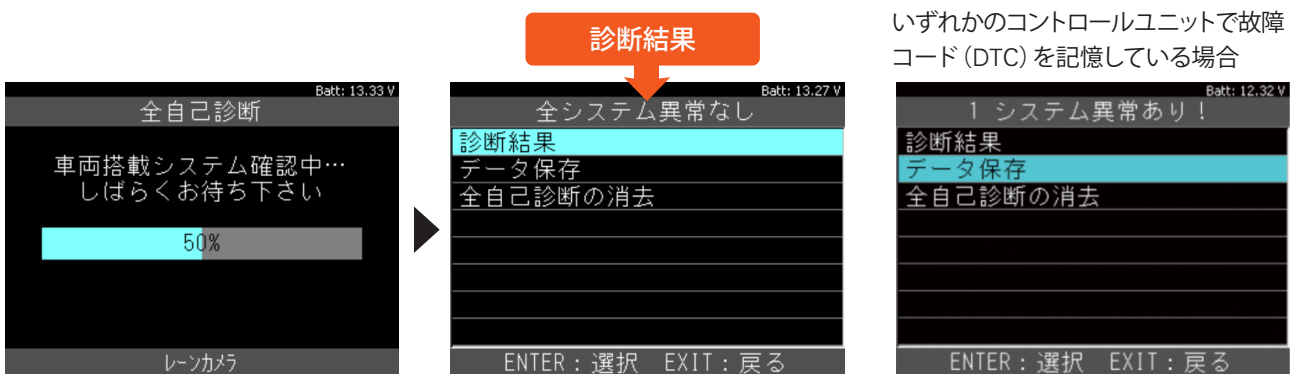 Batt: 13.33 V
全自己診断
車両搭載システム確認中…
しばらくお待ち下さい
50%
レーンカメラ
診断結果
Batt: 13.27 V
全システム異常なし
診断結果
データ保存
全自己診断の消去
ENTER：選択 EXIT：戻る
いずれかのコントロールユニットで故障
コード（DTC）を記憶している場合
Batt: 12.32 V
1 システム異常あり！
診断結果
データ保存
全自己診断の消去
ENTER：選択 EXIT：戻る